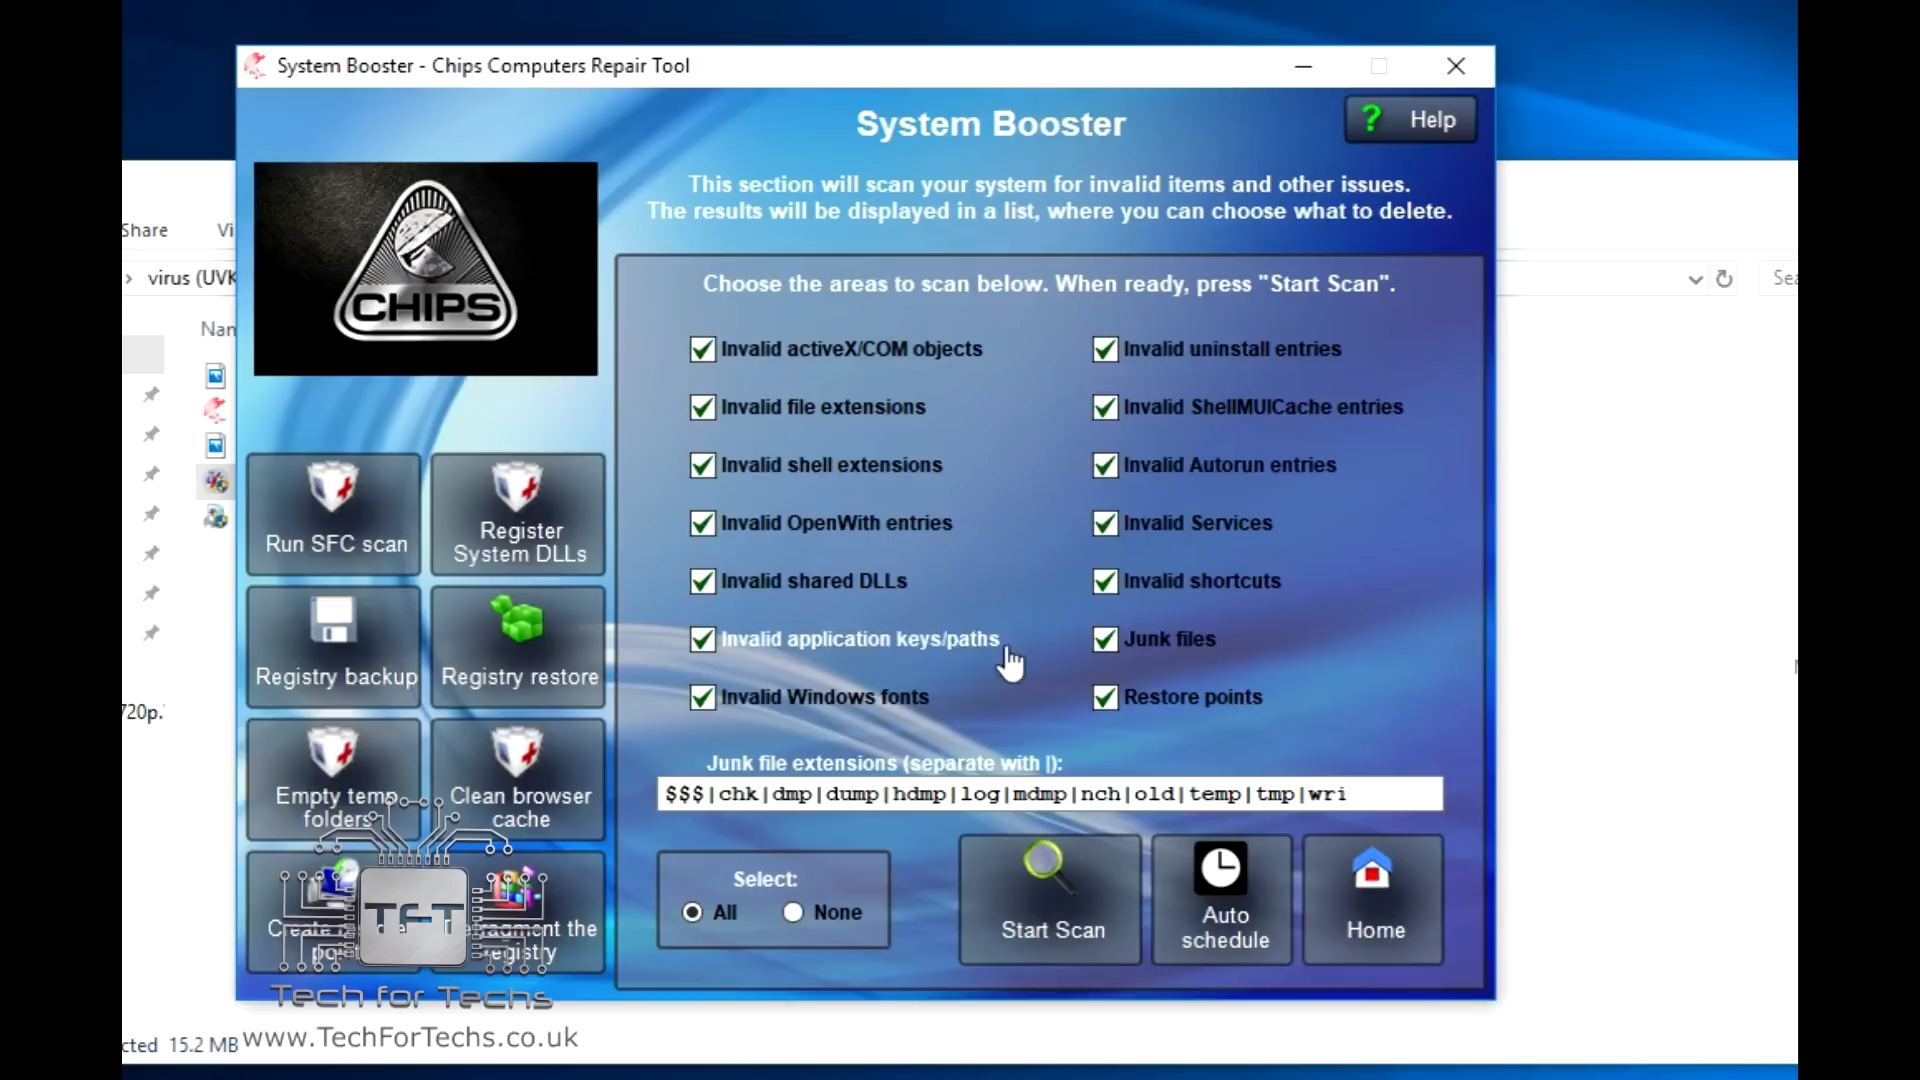 System Booster - Chips Computers Repair Tool
System Booster
? Help
This section will scan your system for invalid items and other issues.
The results will be displayed in a list, where you can choose what to delete.
CHIPS
Share
virus (UVK
Choose the areas to scan below. When ready, press "Start Scan".
Invalid activeX/COM objects
Invalid uninstall entries
Invalid file extensions
Invalid ShellMUICache entries
Invalid shell extensions
Invalid Autorun entries
Invalid OpenWith entries
Invalid Services
Invalid shared DLLs
Invalid shortcuts
Invalid application keys/paths
Junk files
Invalid Windows fonts
Restore points
Run SFC scan
Register
System DLLs
Registry backup
Registry restore
720p.
Empty temp
folders
Clean browser
cache
Junk file extensions (separate with |):
$$$|chk|dmp|dump|hdmp|log|mdmp|nch|old|temp|tmp|wri
Select:
All
None
Start Scan
Auto
schedule
Home
the
TFT
Tech for Techs
www.TechForTechs.co.uk
15.2 MB